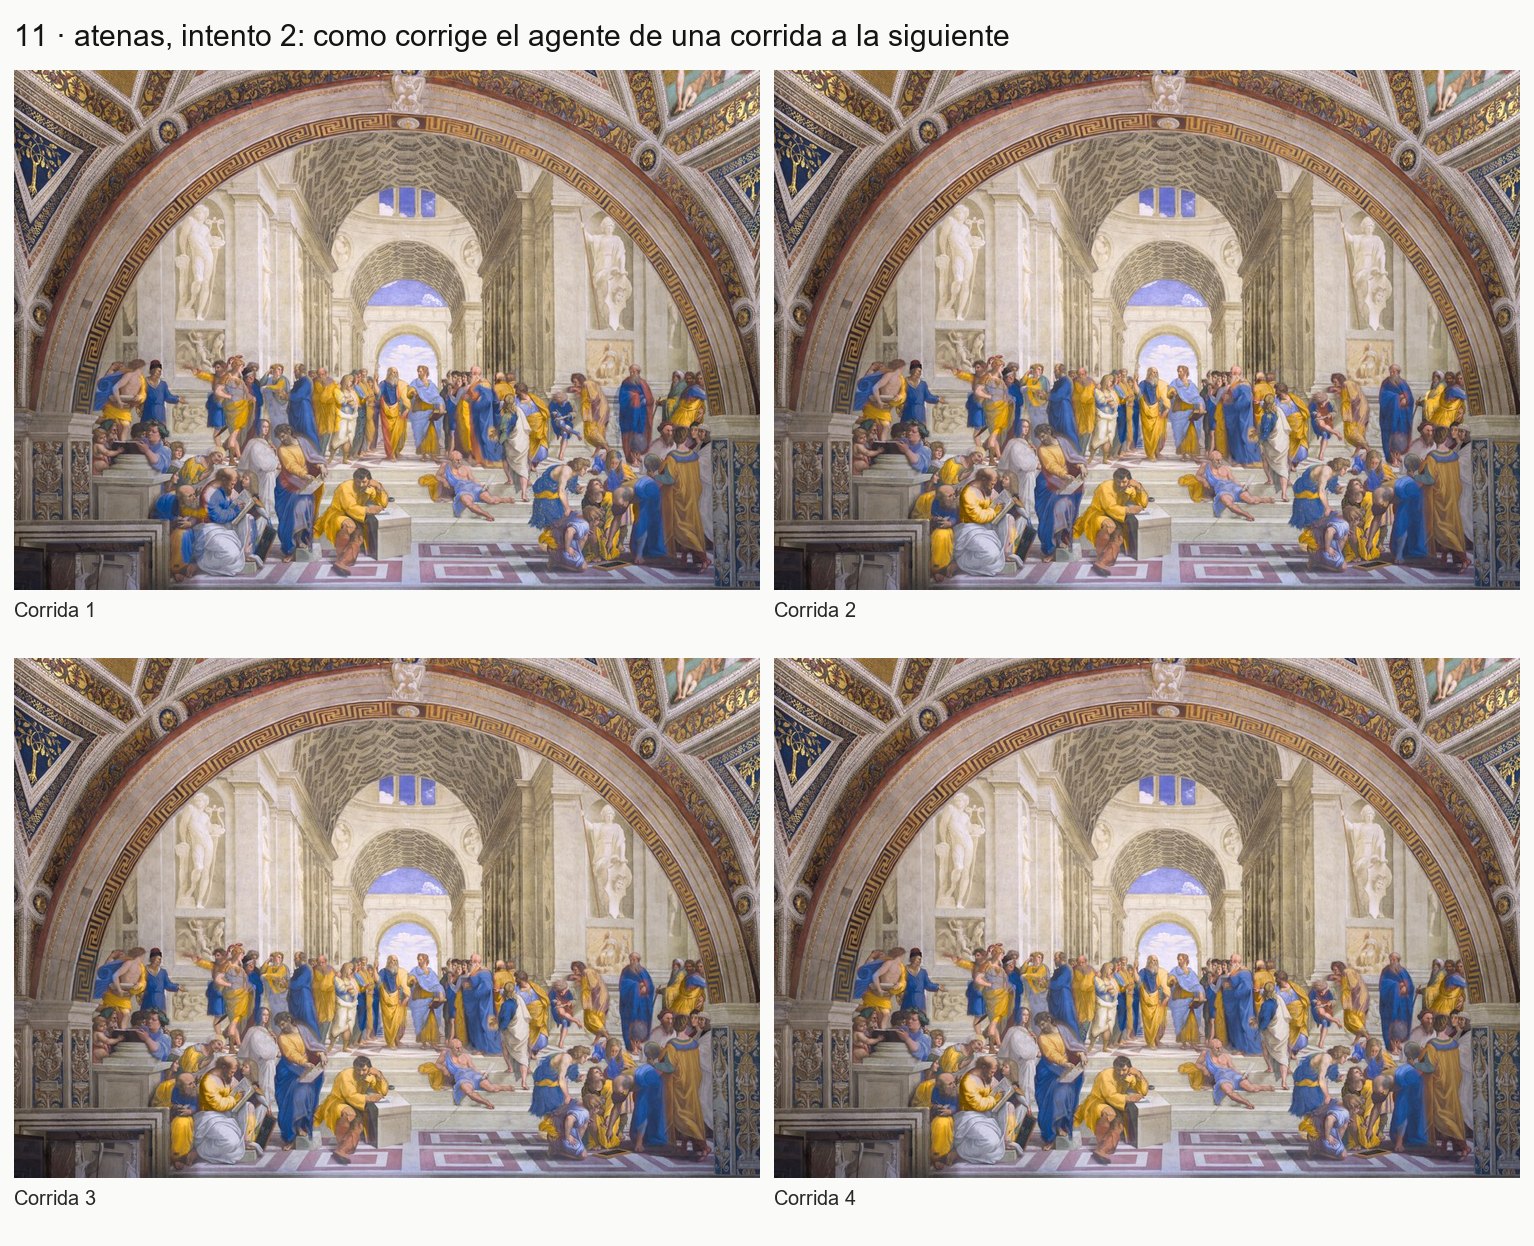 11 · atenas, intento 2: como corrige el agente de una corrida a la siguiente
Corrida 1
Corrida 2
Corrida 3
Corrida 4